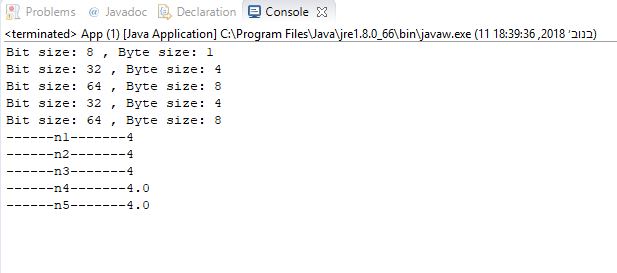 Problems @ Javadoc Declaration Console
<terminated> App (1) [Java Application] C:\Program Files\Java\jre1.8.0_66\bin\javaw.exe (11 בנוב׳ 2018, 18:39:36)
Bit size: 8 , Byte size: 1
Bit size: 32 , Byte size: 4
Bit size: 64 , Byte size: 8
Bit size: 32 , Byte size: 4
Bit size: 64 , Byte size: 8
------n1-------4
------n2-------4
------n3-------4
------n4-------4.0
------n5-------4.0